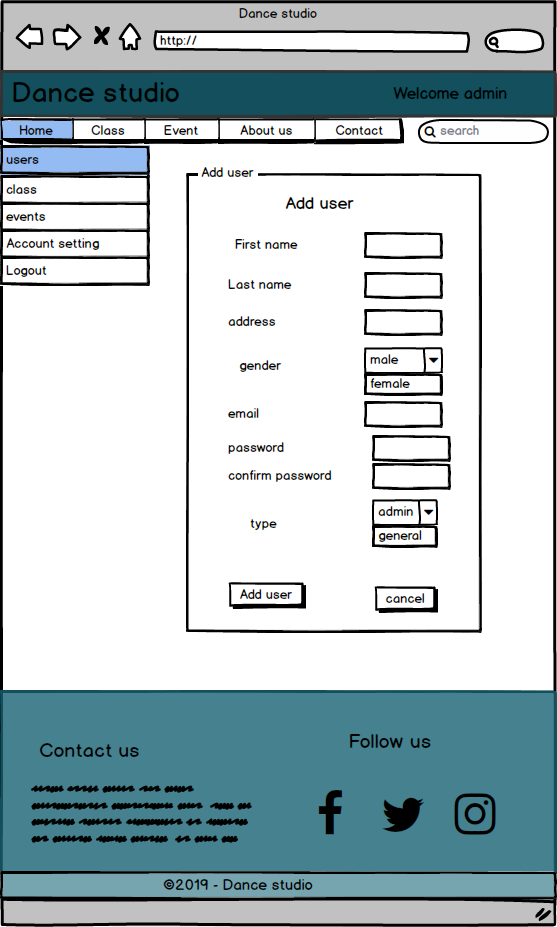 Dance studio
http://
Dance studio
Welcome admin
Home
Class
Event
About us
Contact
search
users
class
events
Account setting
Logout
Add user
Add user
First name
Last name
address
gender
male
female
email
password
confirm password
type
admin
general
Add user
cancel
Contact us
Follow us
©2019 - Dance studio